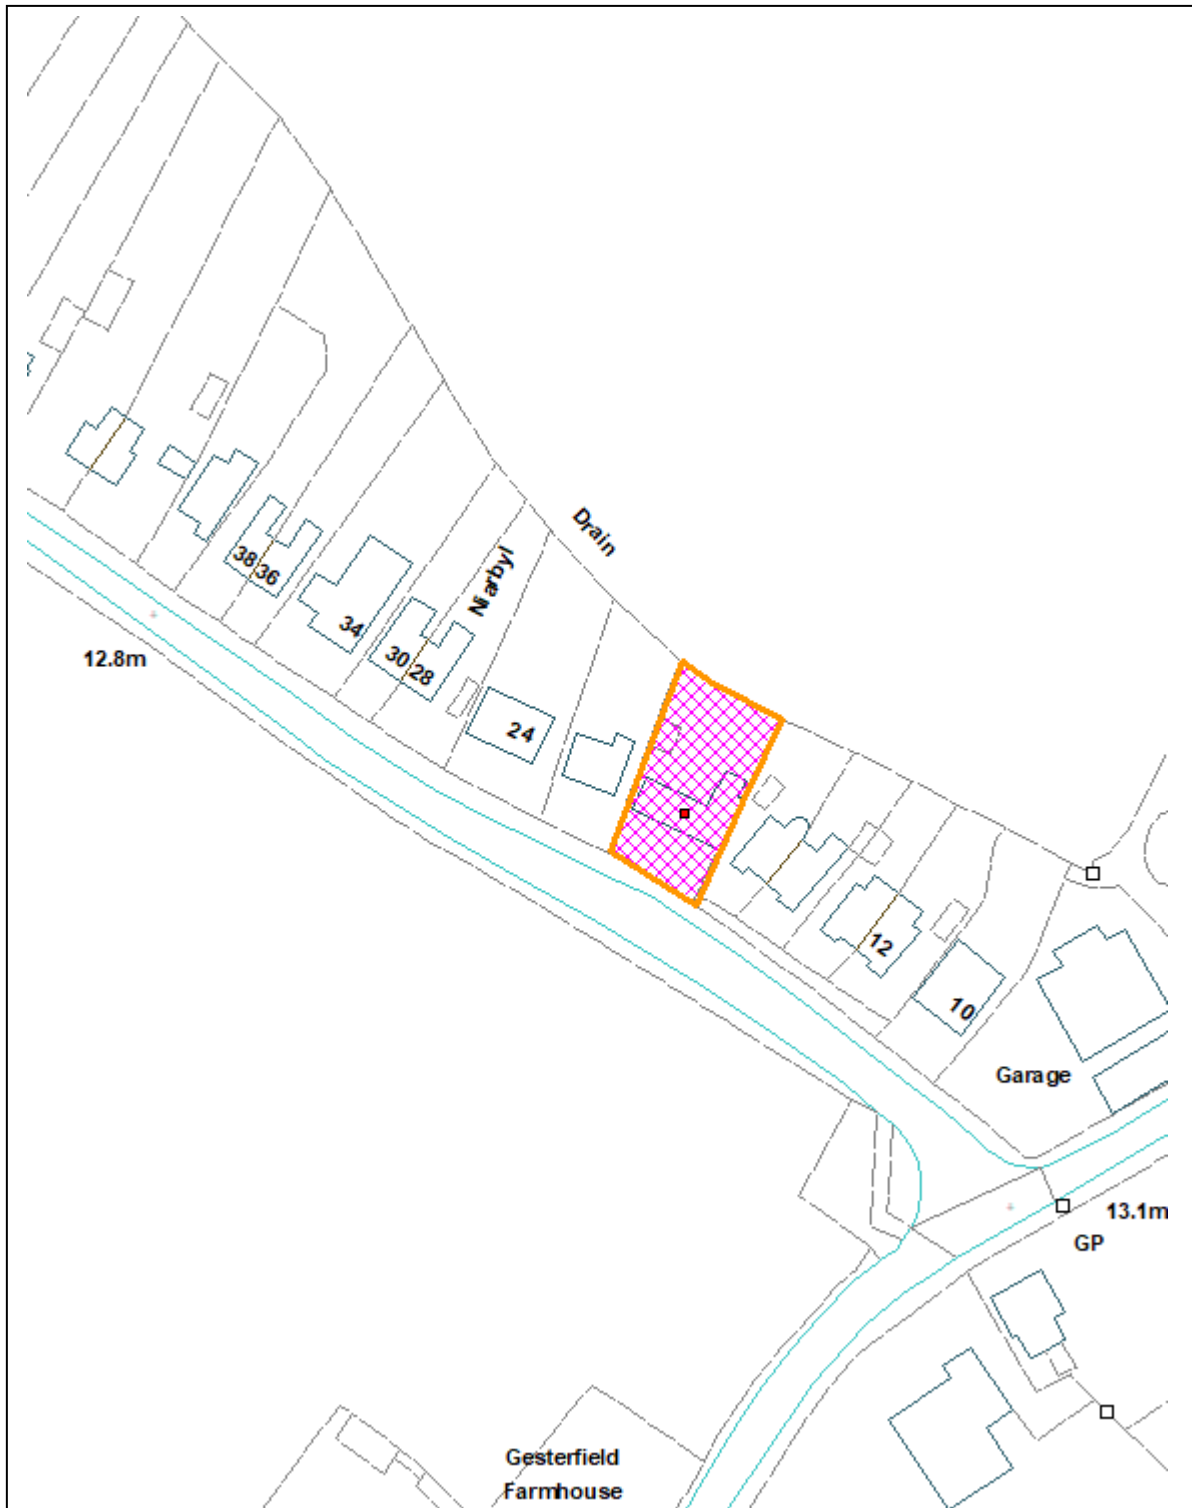 Drain
Niarbyl
38
36
34
30
28
24
12.8m
12
10
Garage
13.1m
GP
Gesterfield
Farmhouse